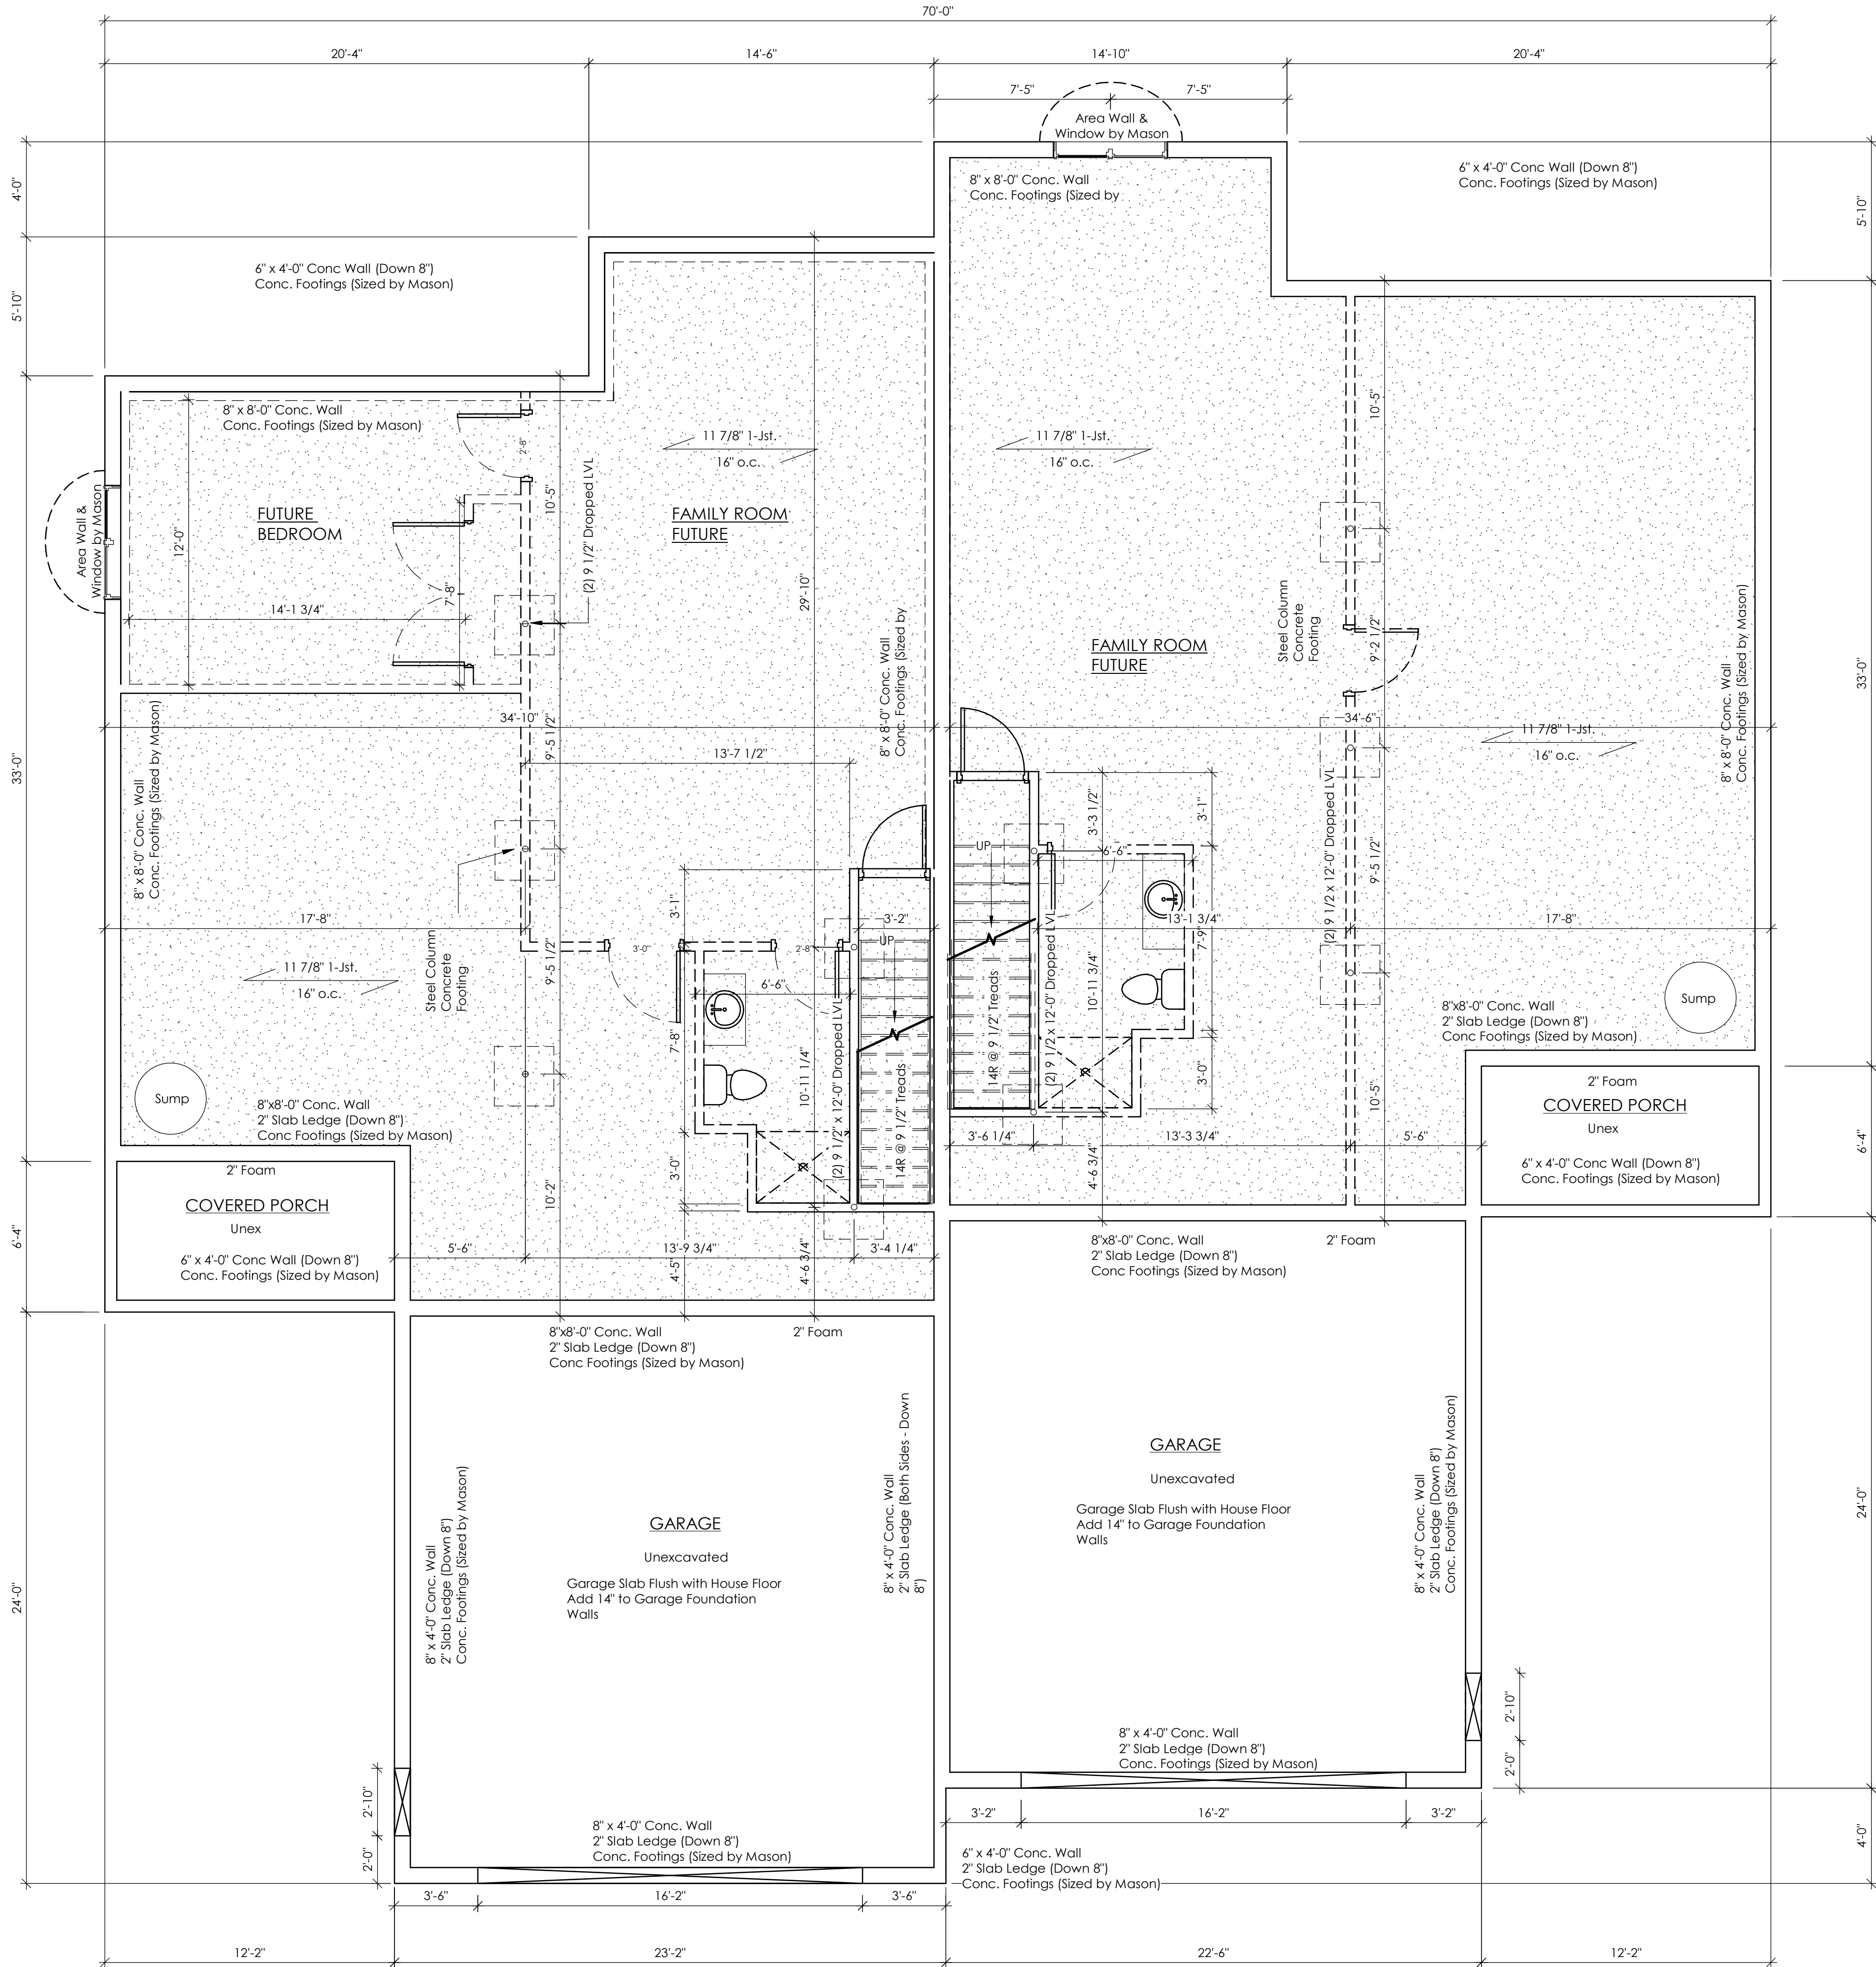 70'-0"
20'-4"
14'-6"
14'-10"
20'-4"
7'-5"
7'-5"
Area Wall &
Window by Mason
4'-0"
5'-10"
33'-0"
6'-4"
24'-0"
5'-10"
33'-0"
6'-4"
24'-0"
4'-0"
6" x 4'-0" Conc Wall (Down 8")
Conc. Footings (Sized by Mason)
8" x 8'-0" Conc. Wall
Conc. Footings (Sized by
6" x 4'-0" Conc Wall (Down 8")
Conc. Footings (Sized by Mason)
8" x 8'-0" Conc. Wall
Conc. Footings (Sized by Mason)
2'-8"
11 7/8" 1-Jst.
16" o.c.
11 7/8" 1-Jst.
16" o.c.
10'-5"
Area Wall &
Window by Mason
FUTURE
BEDROOM
12'-0"
14'-1 3/4"
7'-8"
10'-5"
(2) 9 1/2" Dropped LVL
FAMILY ROOM
FUTURE
29'-10"
8" x 8'-0" Conc. Wall
Conc. Footings (Sized by
FAMILY ROOM
FUTURE
Steel Column
Concrete
Footing
9'-2 1/2"
8" x 8'-0" Conc. Wall
Conc. Footings (Sized by Mason)
34'-10"
34'-6"
9'-5 1/2"
13'-7 1/2"
11 7/8" 1-Jst.
16" o.c.
8" x 8'-0" Conc. Wall
Conc. Footings (Sized by Mason)
3'-3 1/2"
3'-1"
UP
6'-6"
(2) 9 1/2 x 12'-0" Dropped LVL
9'-5 1/2"
17'-8"
3'-1"
3'-2"
UP
13'-1 3/4"
7'-9"
17'-8"
Steel Column
Concrete
Footing
9'-5 1/2"
3'-0"
2'-8"
11 7/8" 1-Jst.
16" o.c.
6'-6"
14R @ 9 1/2" Treads
(2) 9 1/2 x 12'-0" Dropped LVL
10'-11 3/4"
Sump
8"x8'-0" Conc. Wall
2" Slab Ledge (Down 8")
Conc Footings (Sized by Mason)
7'-8"
10'-11 1/4"
(2) 9 1/2" x 12'-0" Dropped LVL
14R @ 9 1/2" Treads
3'-0"
10'-5"
2" Foam
COVERED PORCH
Unex
6" x 4'-0" Conc Wall (Down 8")
Conc. Footings (Sized by Mason)
Sump
8"x8'-0" Conc. Wall
2" Slab Ledge (Down 8")
Conc Footings (Sized by Mason)
3'-6 1/4"
13'-3 3/4"
5'-6"
4'-6 3/4"
2" Foam
COVERED PORCH
Unex
6" x 4'-0" Conc Wall (Down 8")
Conc. Footings (Sized by Mason)
10'-2"
3'-0"
5'-6"
13'-9 3/4"
3'-4 1/4"
4'-5"
4'-6 3/4"
8"x8'-0" Conc. Wall
2" Slab Ledge (Down 8")
Conc Footings (Sized by Mason)
2" Foam
8"x8'-0" Conc. Wall
2" Slab Ledge (Down 8")
Conc Footings (Sized by Mason)
2" Foam
8" x 4'-0" Conc. Wall
2" Slab Ledge (Down 8")
Conc. Footings (Sized by Mason)
GARAGE
Unexcavated
Garage Slab Flush with House Floor
Add 14" to Garage Foundation
Walls
8" x 4'-0" Conc. Wall
2" Slab Ledge (Both Sides - Down
8")
GARAGE
Unexcavated
Garage Slab Flush with House Floor
Add 14" to Garage Foundation
Walls
8" x 4'-0" Conc. Wall
2" Slab Ledge (Down 8")
Conc. Footings (Sized by Mason)
2'-10"
2'-0"
8" x 4'-0" Conc. Wall
2" Slab Ledge (Down 8")
Conc. Footings (Sized by Mason)
2'-10"
2'-0"
8" x 4'-0" Conc. Wall
2" Slab Ledge (Down 8")
Conc. Footings (Sized by Mason)
3'-2"
16'-2"
3'-2"
6" x 4'-0" Conc. Wall
2" Slab Ledge (Down 8")
Conc. Footings (Sized by Mason)
3'-6"
16'-2"
3'-6"
12'-2"
23'-2"
22'-6"
12'-2"